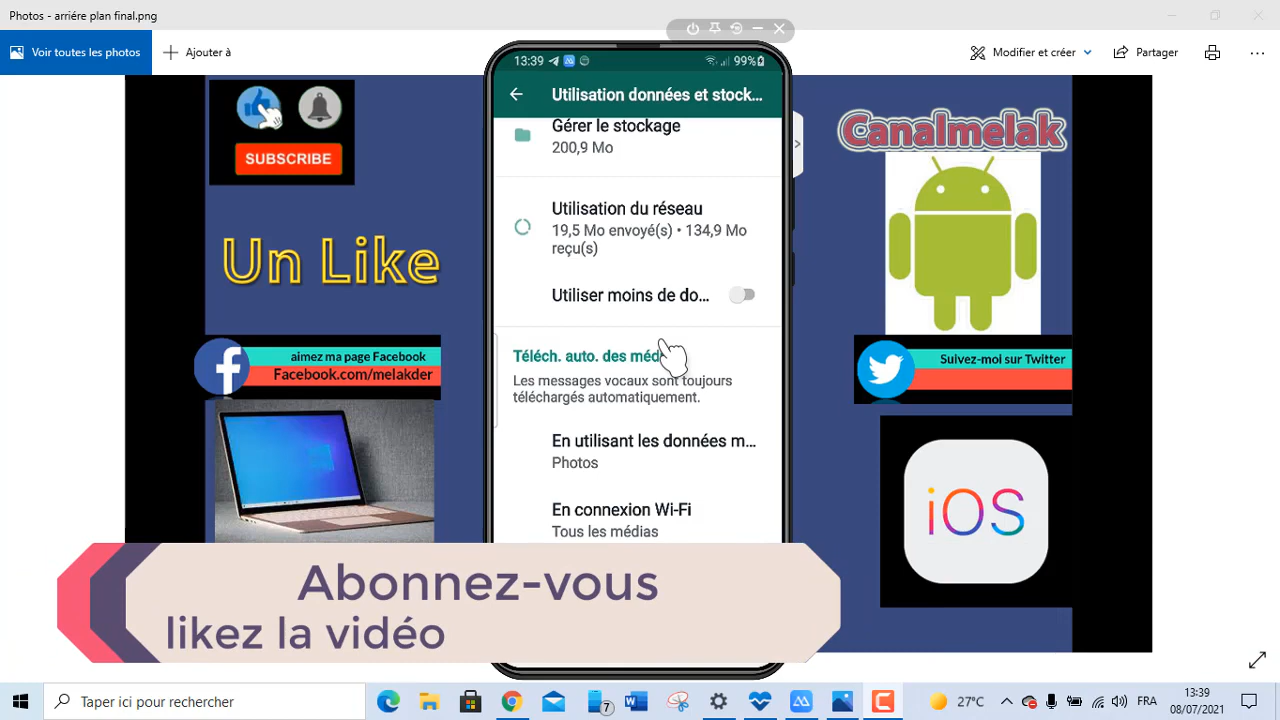 Photos - ariére plan final.png
Voir toutes les photos
Ajouter à
Modifier et créer
Partager
13:39
99%
Utilisation données et stock...
Gérer le stockage
200,9 Mo
Utilisation du réseau
19,5 Mo envoyé(s) • 134,9 Mo
reçu(s)
Utiliser moins de do...
Téléch. auto. des
Les messages vocaux sont toujours
téléchargés automatiquement.
En utilisant les données m...
Photos
En connexion Wi-Fi
Tous les médias
SUBSCRIBE
Un Like
aimez ma page Facebook
Facebook.com/melakder
Canalmelak
Suivez-moi sur Twitter
iOS
Abonnez-vous
likez la vidéo
Taper ici pour rechercher
7
27°C
FRA
13:39
08/07/2021